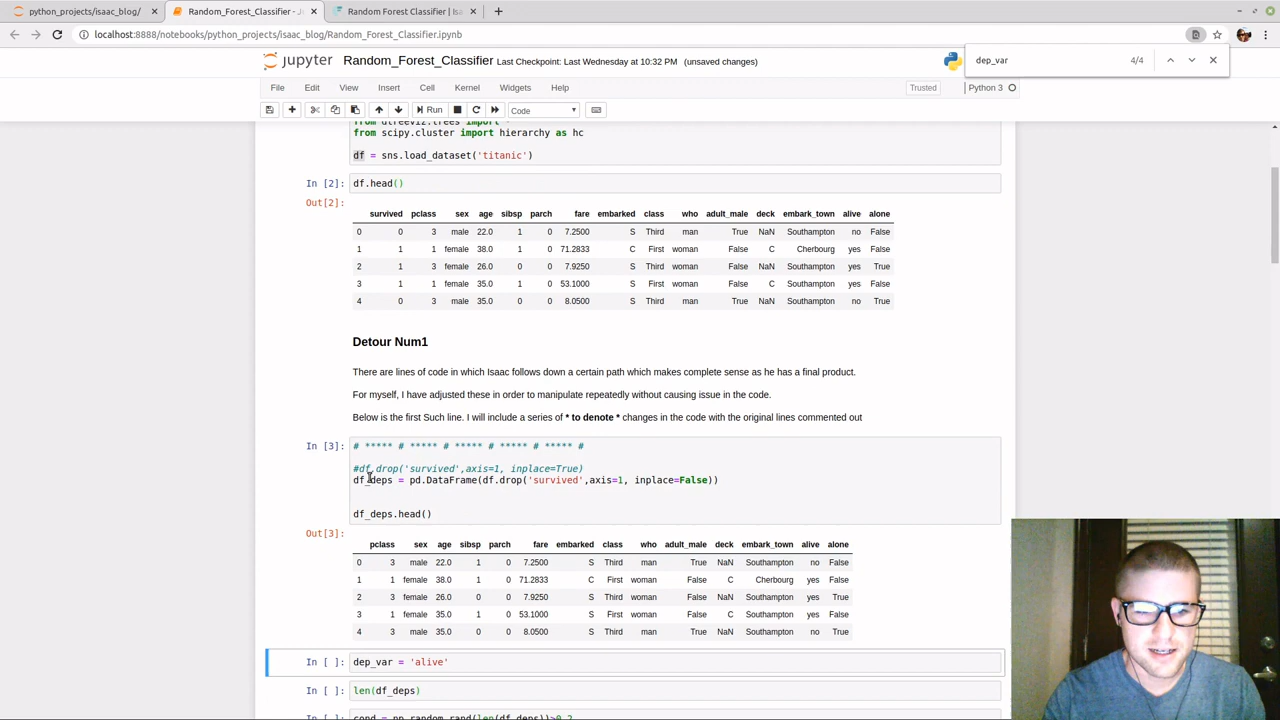 python_projects/isaac_blog/
Random_Forest_Classifier - Ju
Random Forest Classifier | Isa
localhost:8888/notebooks/python_projects/isaac_blog/Random_Forest_Classifier.ipynb
dep_var 4/4
jupyter Random_Forest_Classifier Last Checkpoint: Last Wednesday at 10:32 PM (unsaved changes)
File Edit View Insert Cell Kernel Widgets Help Trusted Python 3
Run Code
from dtreeviz.trees import *
from scipy.cluster import hierarchy as hc
df = sns.load_dataset('titanic')
In [2]: df.head()
Out[2]:
survived pclass sex age sibsp parch fare embarked class who adult_male deck embark_town alive alone
0 0 3 male 22.0 1 0 7.2500 S Third man True NaN Southampton no False
1 1 1 female 38.0 1 0 71.2833 C First woman False C Cherbourg yes False
2 1 3 female 26.0 0 0 7.9250 S Third woman False NaN Southampton yes True
3 1 1 female 35.0 1 0 53.1000 S First woman False C Southampton yes False
4 0 3 male 35.0 0 0 8.0500 S Third man True NaN Southampton no True
Detour Num1
There are lines of code in which Isaac follows down a certain path which makes complete sense as he has a final product.
For myself, I have adjusted these in order to manipulate repeatedly without causing issue in the code.
Below is the first Such line. I will include a series of * to denote * changes in the code with the original lines commented out
In [3]: # ***** # ***** # ***** # ***** # ***** #
#df.drop('survived',axis=1, inplace=True)
df_deps = pd.DataFrame(df.drop('survived',axis=1, inplace=False))
df_deps.head()
Out[3]:
pclass sex age sibsp parch fare embarked class who adult_male deck embark_town alive alone
0 3 male 22.0 1 0 7.2500 S Third man True NaN Southampton no False
1 1 female 38.0 1 0 71.2833 C First woman False C Cherbourg yes False
2 3 female 26.0 0 0 7.9250 S Third woman False NaN Southampton yes True
3 1 female 35.0 1 0 53.1000 S First woman False C Southampton yes False
4 3 male 35.0 0 0 8.0500 S Third man True NaN Southampton no True
In [ ]: dep_var = 'alive'
In [ ]: len(df_deps)
In [ ]: cond = np.random.rand(len(df_deps))>0.2